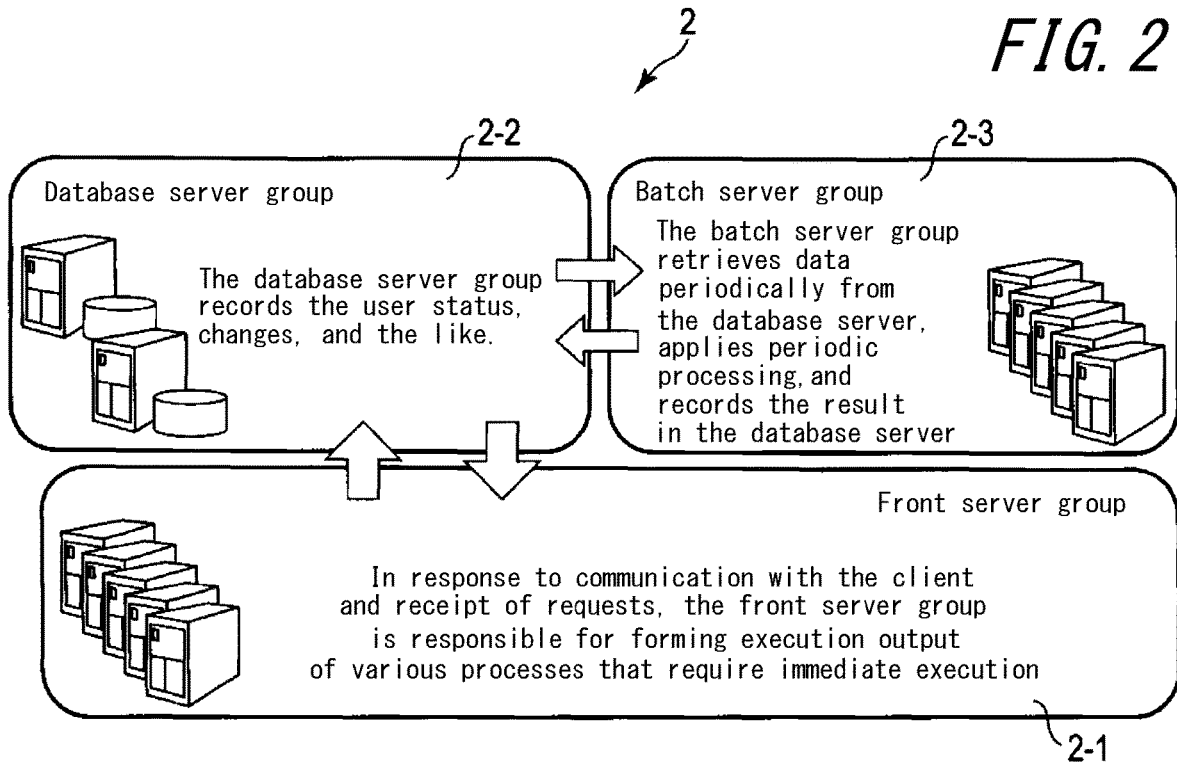 2
FIG. 2
2-2
2-3
Database server group
The database server group
records the user status,
changes, and the like.
Batch server group
The batch server group
retrieves data
periodically from
the database server,
applies periodic
processing, and
records the result
in the database server
Front server group
In response to communication with the client
and receipt of requests, the front server group
is responsible for forming execution output
of various processes that require immediate execution
2-1